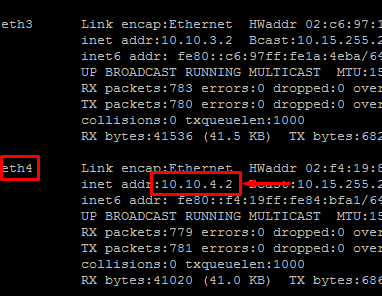 eth3 Link encap:Ethernet HWaddr 02:c6:97:1
inet addr:10.10.3.2 Bcast:10.15.255.2
inet6 addr: fe80::c6:97ff:fe1a:4eba/64
UP BROADCAST RUNNING MULTICAST MTU:15
RX packets:783 errors:0 dropped:0 over
TX packets:780 errors:0 dropped:0 over
collisions:0 txqueuelen:1000
RX bytes:41536 (41.5 KB) TX bytes:682
eth4 Link encap:Ethernet HWaddr 02:f4:19:8
inet addr:10.10.4.2 Bcast:10.15.255.2
inet6 addr: fe80::f4:19ff:fe84:bfa1/64
UP BROADCAST RUNNING MULTICAST MTU:15
RX packets:779 errors:0 dropped:0 over
TX packets:781 errors:0 dropped:0 over
collisions:0 txqueuelen:1000
RX bytes:41020 (41.0 KB) TX bytes:686